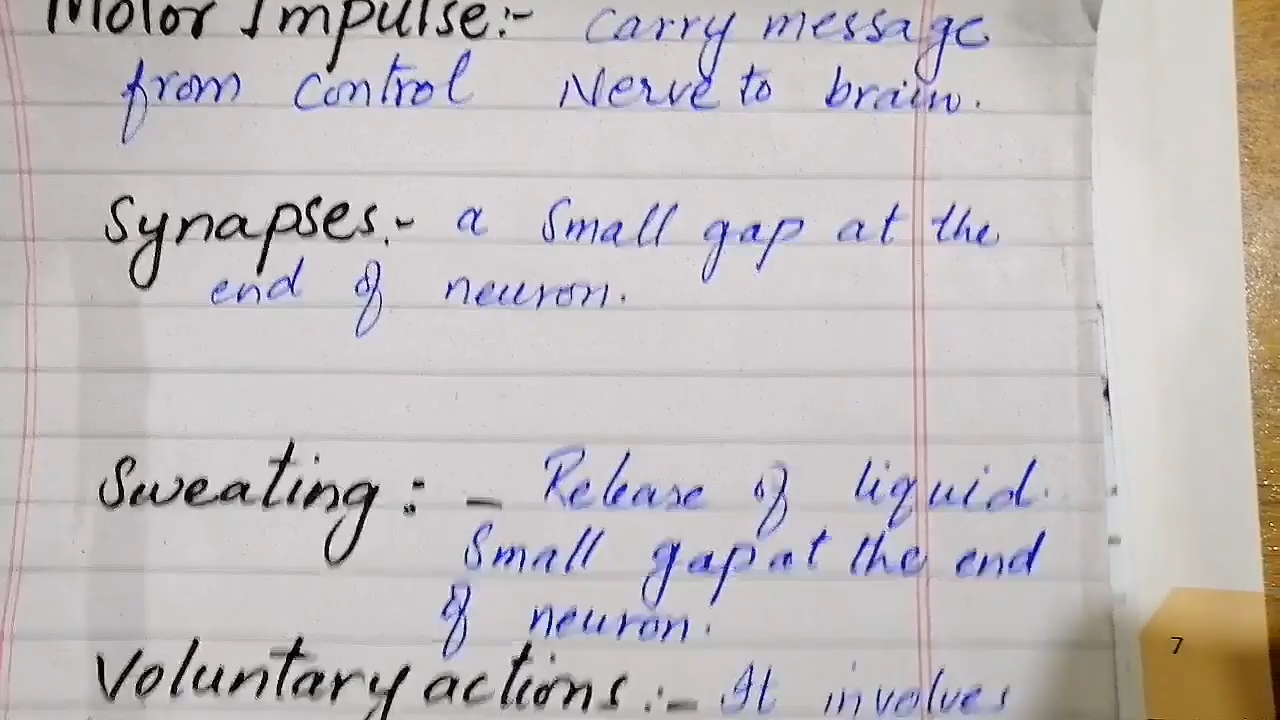 Motor Impulse:- Carry message
from control Nerve to brain.
Synapses:- a small gap at the
end of neuron.
Sweating: - Release of liquid.
Small gap at the end
of neuron.
Voluntary actions:- It involves
7